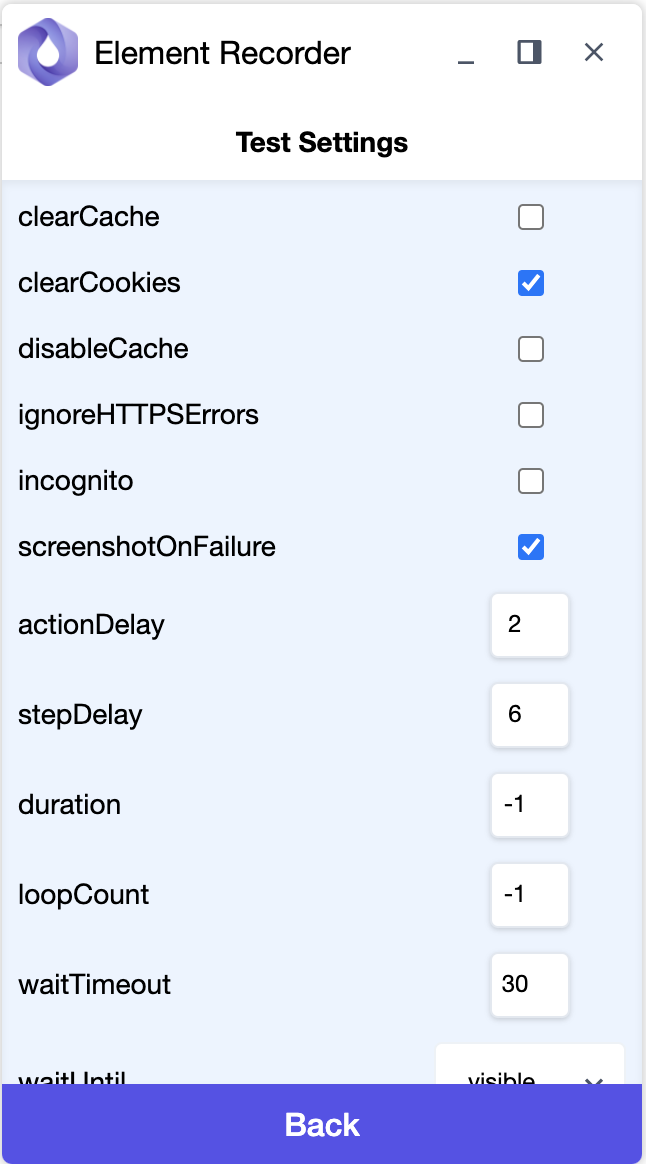 Element Recorder
Test Settings
clearCache
clearCookies
disableCache
ignoreHTTPSErrors
incognito
screenshotOnFailure
actionDelay 2
stepDelay 6
duration -1
loopCount -1
waitTimeout 30
waitUntil visible
Back